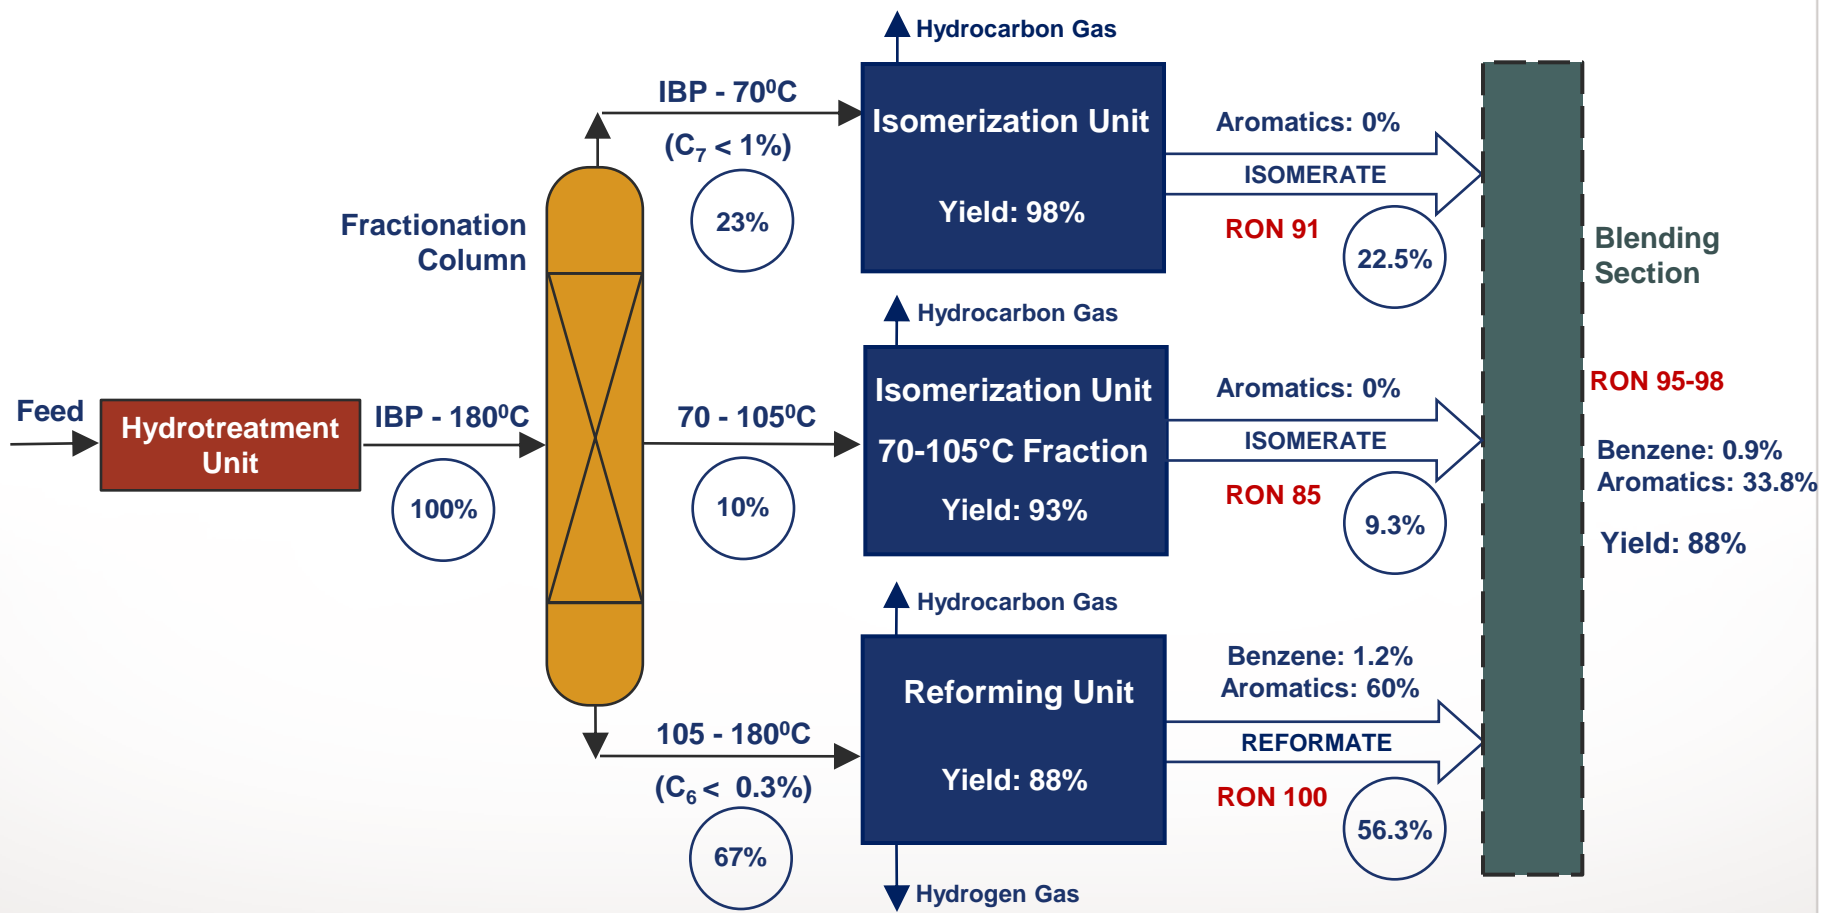 Feed
Hydrotreatment
Unit
IBP - 180⁰C
100%
Fractionation
Column
IBP - 70⁰C
(C₇ < 1%)
23%
70 - 105⁰C
10%
105 - 180⁰C
(C₆ < 0.3%)
67%
Hydrocarbon Gas
Isomerization Unit
Yield: 98%
Aromatics: 0%
ISOMERATE
RON 91
22.5%
Hydrocarbon Gas
Isomerization Unit
70-105°C Fraction
Yield: 93%
Aromatics: 0%
ISOMERATE
RON 85
9.3%
Hydrocarbon Gas
Reforming Unit
Yield: 88%
Hydrogen Gas
Benzene: 1.2%
Aromatics: 60%
REFORMATE
RON 100
56.3%
Blending
Section
RON 95-98
Benzene: 0.9%
Aromatics: 33.8%
Yield: 88%